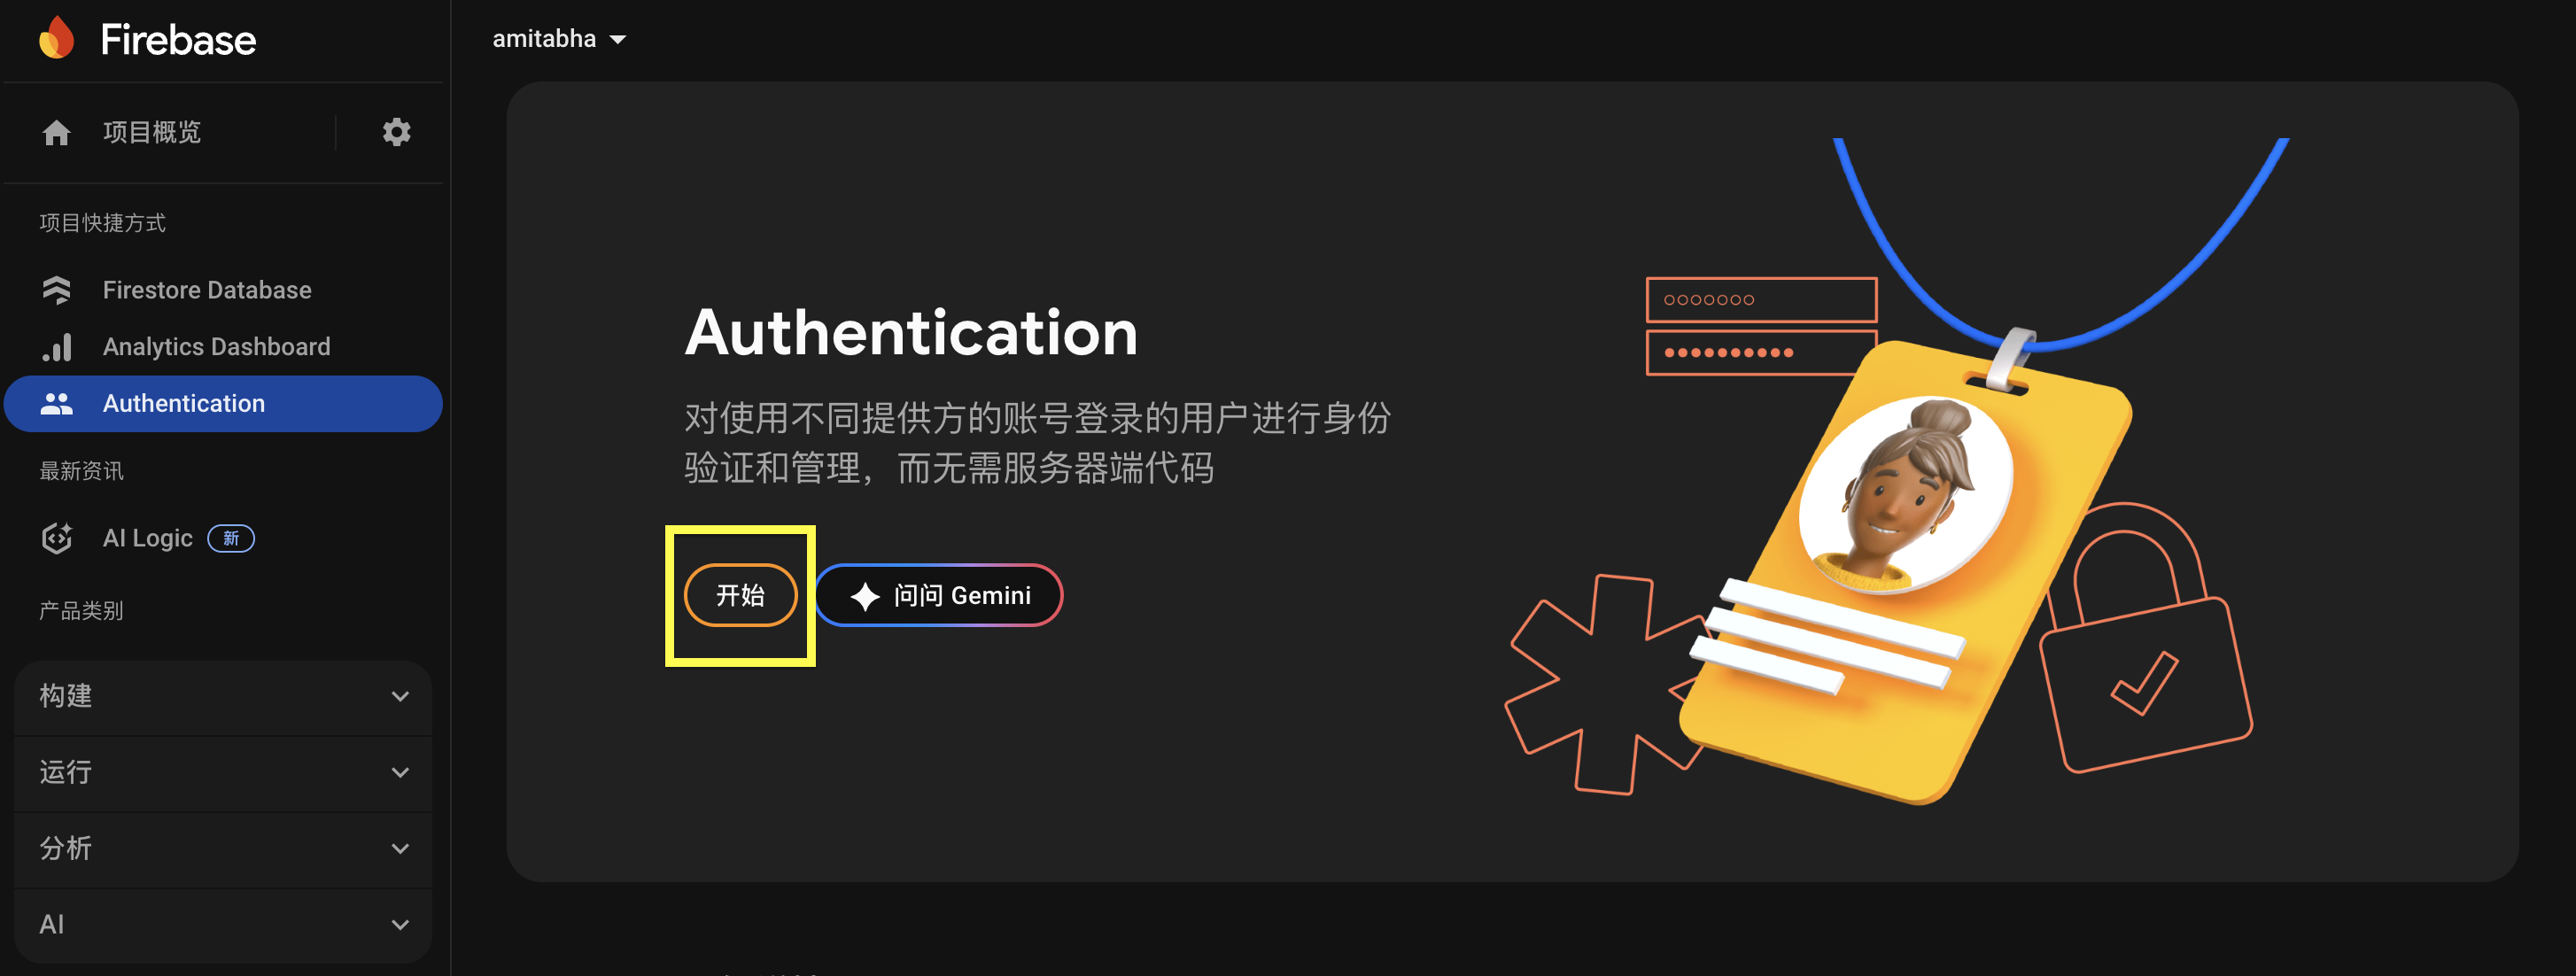 Firebase
amitabha
项目概览
项目快捷方式
Firestore Database
Analytics Dashboard
Authentication
最新资讯
AI Logic 新
产品类别
构建
运行
分析
AI
Authentication
对使用不同提供方的账号登录的用户进行身份
验证和管理，而无需服务器端代码
开始
问问 Gemini